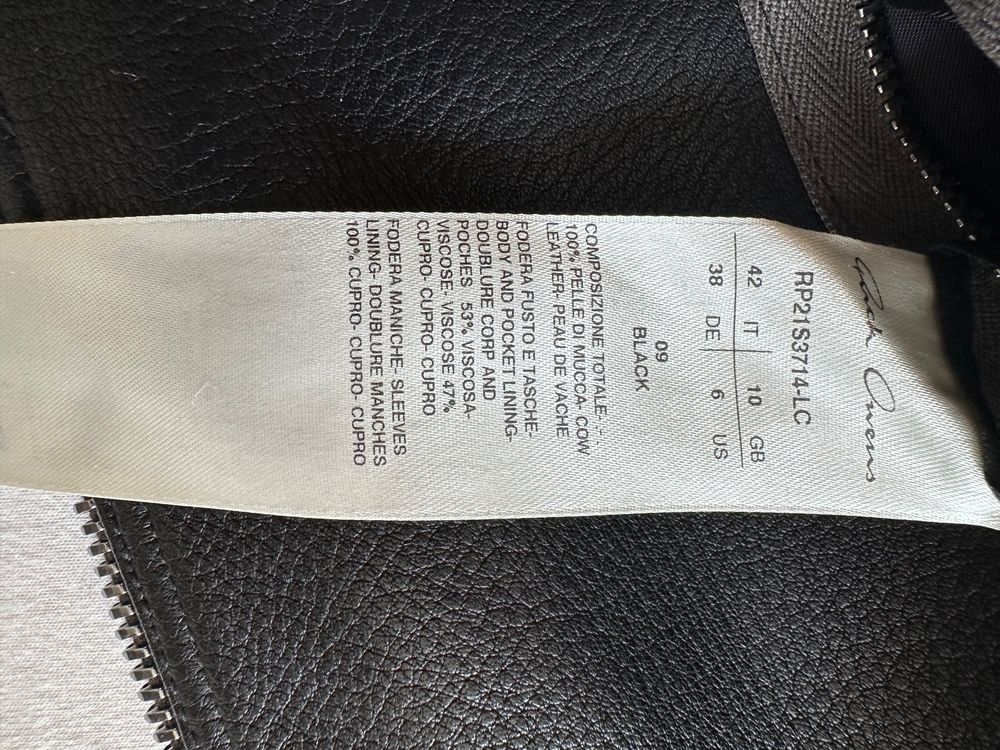 Rick Owens
RP21S3714-LC
42 IT 10 GB
38 DE 6 US
09
BLACK
COMPOSIZIONE TOTALE- - .
100% PELLE DI MUCCA- COW
LEATHER- PEAU DE VACHE
FODERA FUSTO E TASCHE-
BODY AND POCKET LINING-
DOUBLURE CORP AND
POCHES 53% VISCOSA-
VISCOSE- VISCOSE 47%
CUPRO- CUPRO- CUPRO
FODERA MANICHE- SLEEVES
LINING- DOUBLURE MANCHES
100% CUPRO- CUPRO- CUPRO